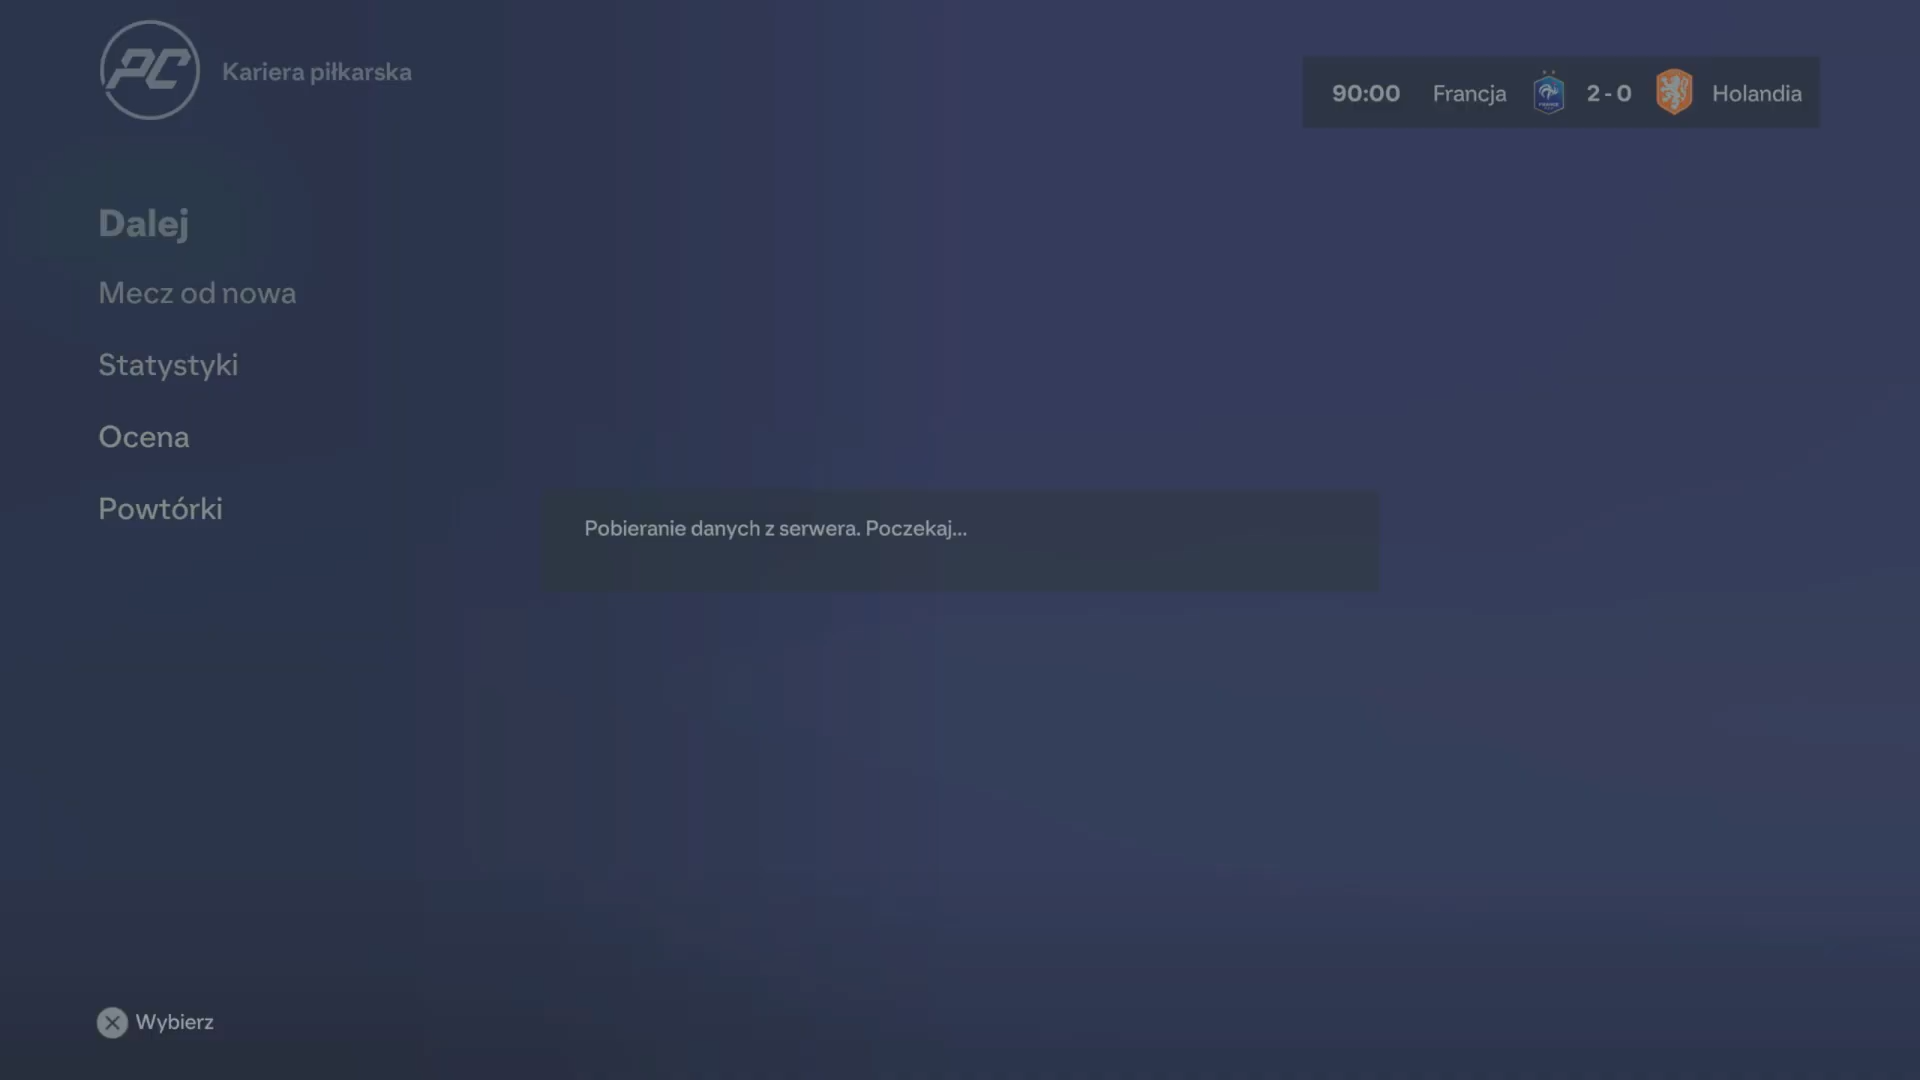 PC Kariera piłkarska
90:00 Francja 2 - 0 Holandia
Dalej
Mecz od nowa
Statystyki
Ocena
Powtórki
Pobieranie danych z serwera. Poczekaj...
Wybierz